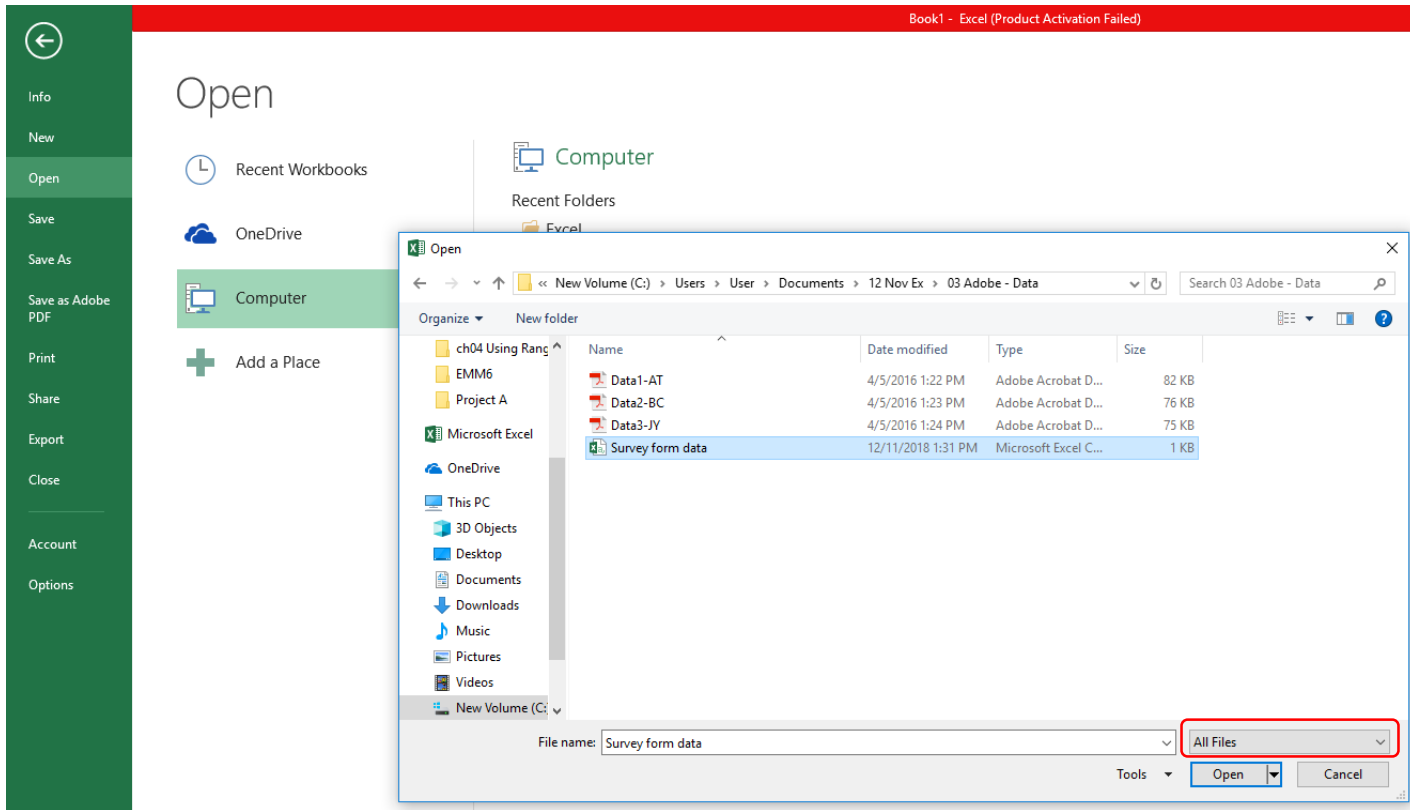 Book1 - Excel (Product Activation Failed)
Info
New
Open
Save
Save As
Save as Adobe
PDF
Print
Share
Export
Close
Account
Options
Open
Recent Workbooks
OneDrive
Computer
Add a Place
Computer
Recent Folders
Excel
Open
« New Volume (C:) › Users › User › Documents › 12 Nov Ex › 03 Adobe - Data
Search 03 Adobe - Data
Organize New folder
ch04 Using Rang
EMM6
Project A
Microsoft Excel
OneDrive
This PC
3D Objects
Desktop
Documents
Downloads
Music
Pictures
Videos
New Volume (C:
Name Date modified Type Size
Data1-AT 4/5/2016 1:22 PM Adobe Acrobat D... 82 KB
Data2-BC 4/5/2016 1:23 PM Adobe Acrobat D... 76 KB
Data3-JY 4/5/2016 1:24 PM Adobe Acrobat D... 75 KB
Survey form data 12/11/2018 1:31 PM Microsoft Excel C... 1 KB
File name: Survey form data All Files
Tools Open Cancel